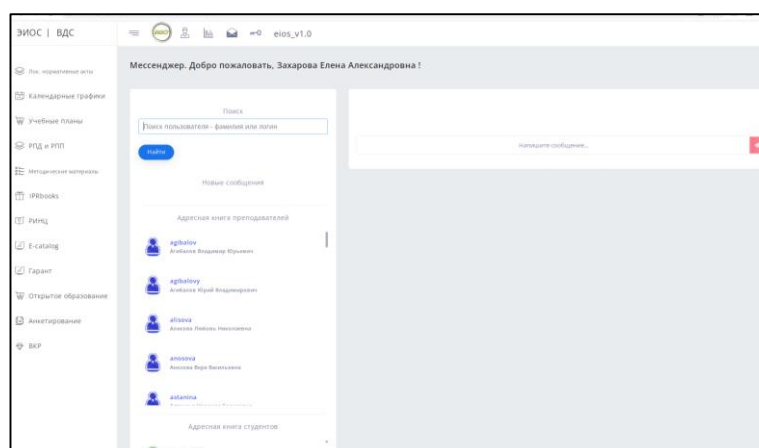 ЭИОС | ВДС
eios_v1.0
Лок. нормативные акты
Календарные графики
Учебные планы
РПД и РПП
Методические материалы
IPRbooks
РИНЦ
E-catalog
Гарант
Открытое образование
Анкетирование
ВКР
Мессенджер. Добро пожаловать, Захарова Елена Александровна !
Поиск
Поиск пользователя - фамилия или логин
Найти
Новые сообщения
Адресная книга преподавателей
agibalov
Агибалов Владимир Юрьевич
agibalovy
Агибалов Юрий Владимирович
alisova
Любовь Николаевна
anosova
Аносова Вера Васильевна
astanina
Адресная книга студентов
Напишите сообщение...